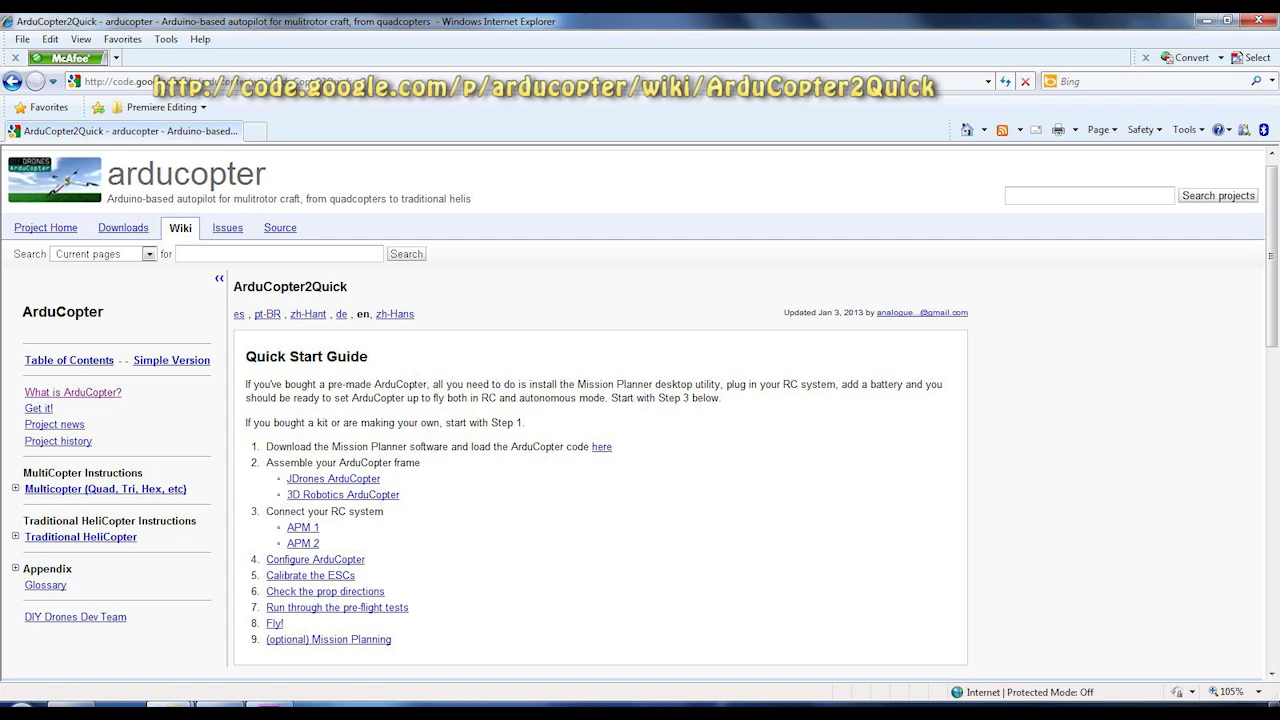 ArduCopter2Quick - arducopter - Arduino-based autopilot for mulitrotor craft, from quadcopters - Windows Internet Explorer
File Edit View Favorites Tools Help
McAfee Convert Select
http://code.goo
http://code.google.com/p/arducopter/wiki/ArduCopter2Quick
Bing
Favorites Premiere Editing
ArduCopter2Quick - arducopter - Arduino-based... Page Safety Tools
DRONES
ArduCopter
arducopter
Arduino-based autopilot for mulitrotor craft, from quadcopters to traditional helis
Search projects
Project Home Downloads Wiki Issues Source
Search Current pages for Search
ArduCopter
Table of Contents - - Simple Version
What is ArduCopter?
Get it!
Project news
Project history
MultiCopter Instructions
Multicopter (Quad, Tri, Hex, etc)
Traditional HeliCopter Instructions
Traditional HeliCopter
Appendix
Glossary
DIY Drones Dev Team
ArduCopter2Quick
es , pt-BR , zh-Hant , de , en, zh-Hans
Updated Jan 3, 2013 by analogue...@gmail.com
Quick Start Guide
If you've bought a pre-made ArduCopter, all you need to do is install the Mission Planner desktop utility, plug in your RC system, add a battery and you
should be ready to set ArduCopter up to fly both in RC and autonomous mode. Start with Step 3 below.
If you bought a kit or are making your own, start with Step 1.
1. Download the Mission Planner software and load the ArduCopter code here
2. Assemble your ArduCopter frame
JDrones ArduCopter
3D Robotics ArduCopter
3. Connect your RC system
APM 1
APM 2
4. Configure ArduCopter
5. Calibrate the ESCs
6. Check the prop directions
7. Run through the pre-flight tests
8. Fly!
9. (optional) Mission Planning
Internet | Protected Mode: Off 105%